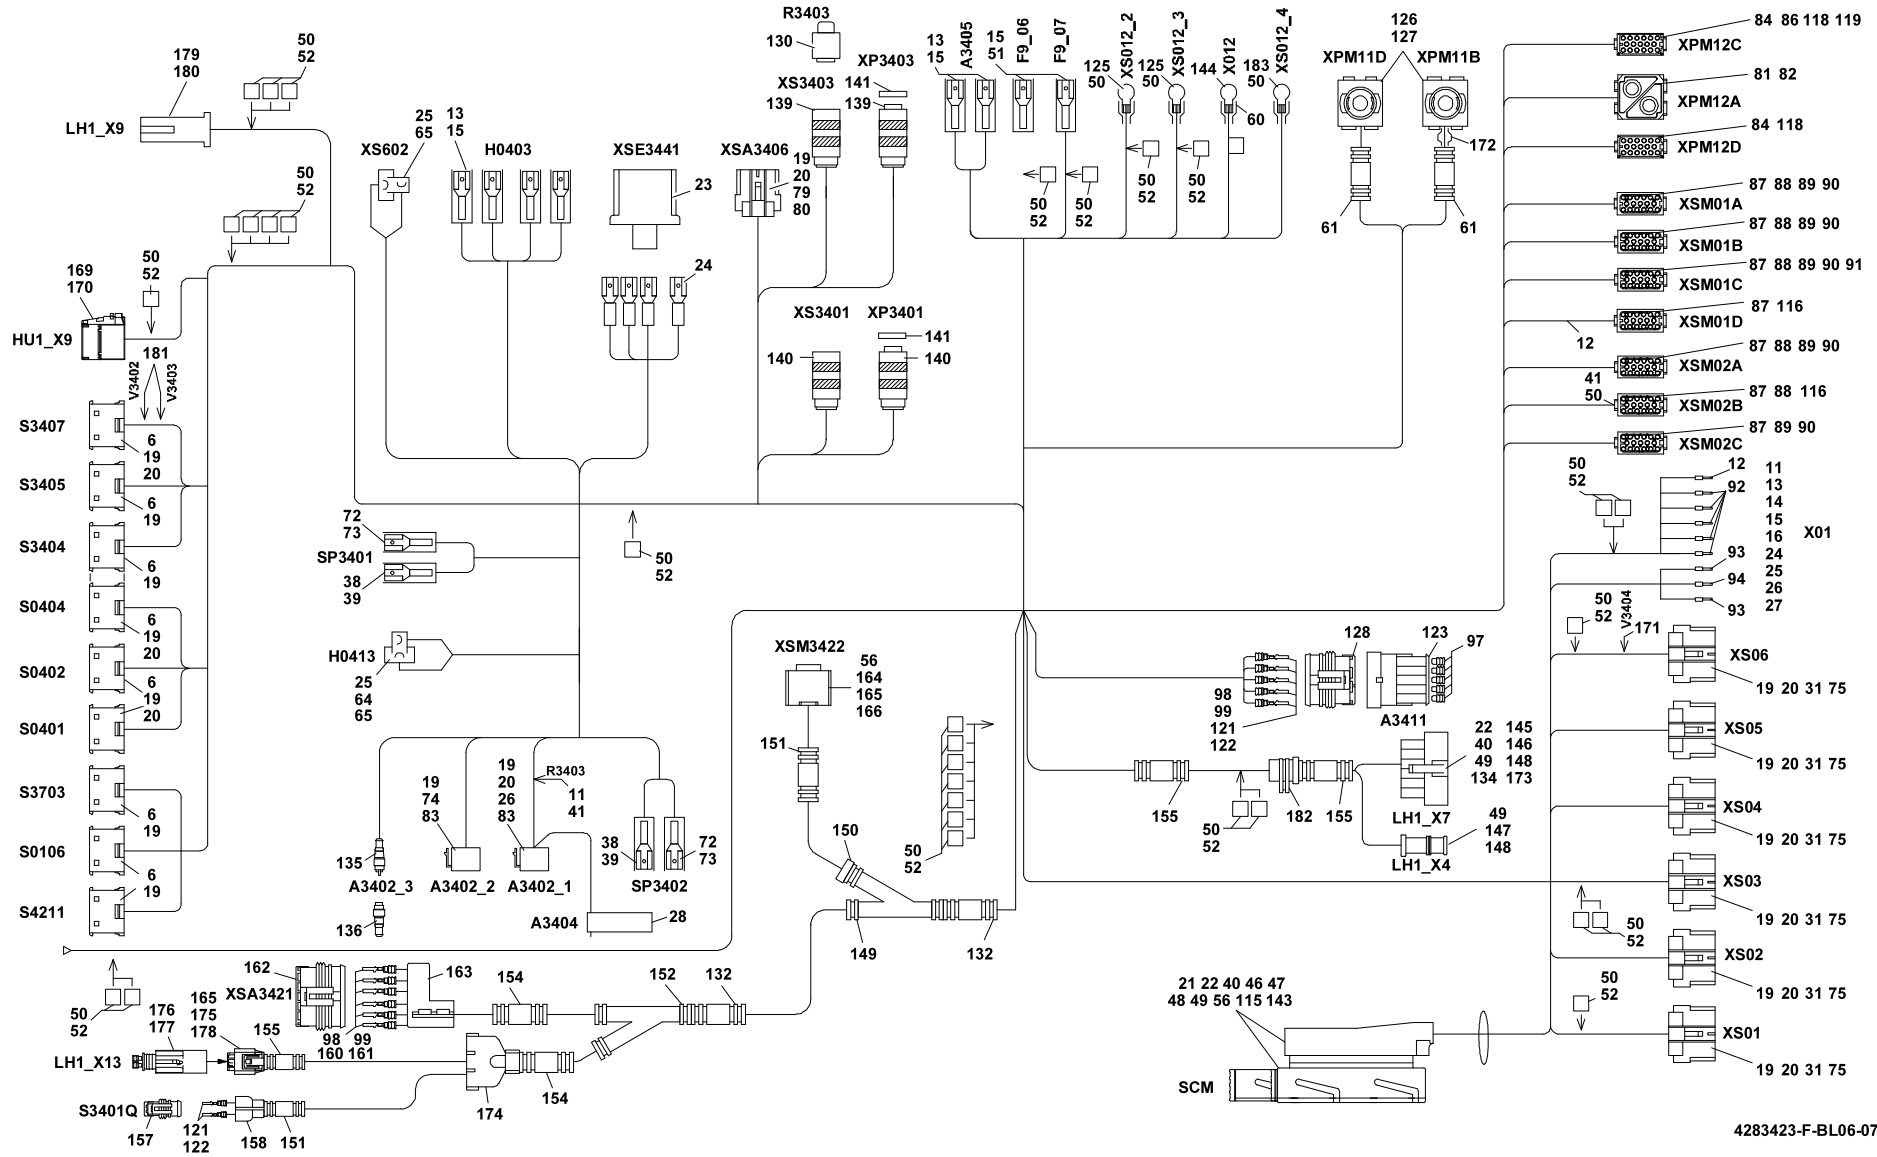 R3403
130
XP3403
141
139
XS3403
139
179
180
50
52
LH1_X9
50
52
25
65
XS602
13
15
H0403
XSE3441
23
XSA3406
19
20
79
80
13
15
A3405
15
51
F9_06
F9_07
125
50
XS012_2
125
50
XS012_3
144
X012
60
183
50
XS012_4
50
52
50
52
50
52
50
52
126
127
XPM11D
XPM11B
172
61
61
84 86 118 119
XPM12C
81 82
XPM12A
84 118
XPM12D
87 88 89 90
XSM01A
87 88 89 90
XSM01B
87 88 89 90 91
XSM01C
87 116
XSM01D
12
87 88 89 90
XSM02A
41
50
87 88 116
XSM02B
87 89 90
XSM02C
169
170
50
52
HU1_X9
181
V3402
V3403
24
XS3401
140
XP3401
141
140
S3407
6
19
20
S3405
6
19
S3404
6
19
S0404
6
19
20
S0402
6
19
20
S0401
S3703
6
19
S0106
6
19
S4211
72
73
SP3401
38
39
50
52
H0413
25
64
65
50
52
12
92
93
94
93
11
13
14
15
16
24
25
26
27
X01
50
52
V3404
171
XS06
19 20 31 75
XS05
19 20 31 75
XS04
19 20 31 75
XS03
19 20 31 75
50
52
XS02
19 20 31 75
50
52
XS01
19 20 31 75
XSM3422
56
164
165
166
151
128
123
97
98
99
121
122
A3411
22 145
40 146
49 148
134 173
LH1_X7
155
50
52
182
155
49
147
148
LH1_X4
19
74
83
19
20
26
83
R3403
11
41
135
A3402_3
A3402_2
A3402_1
38
39
72
73
SP3402
136
A3404
28
50
52
150
149
132
50
52
162
XSA3421
163
98
160
99
161
154
152
132
176
177
165
175
178
155
LH1_X13
154
174
S3401Q
157
121
122
158
151
21 22 40 46 47
48 49 56 115 143
SCM
4283423-F-BL06-07